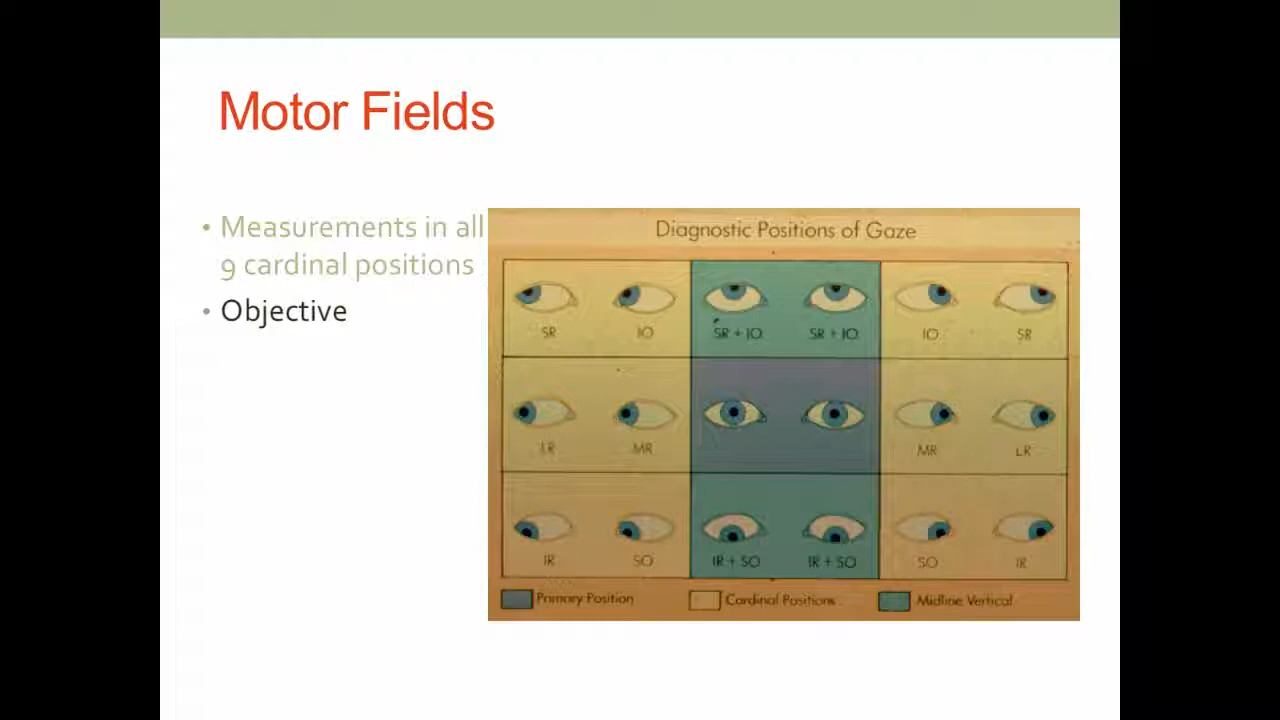 Motor Fields
• Measurements in all
9 cardinal positions
• Objective
Diagnostic Positions of Gaze
SR IO SR + IO SR + IO IO SR
LR MR MR LR
IR SO IR + SO IR + SO SO IR
Primary Position Cardinal Positions Midline Vertical